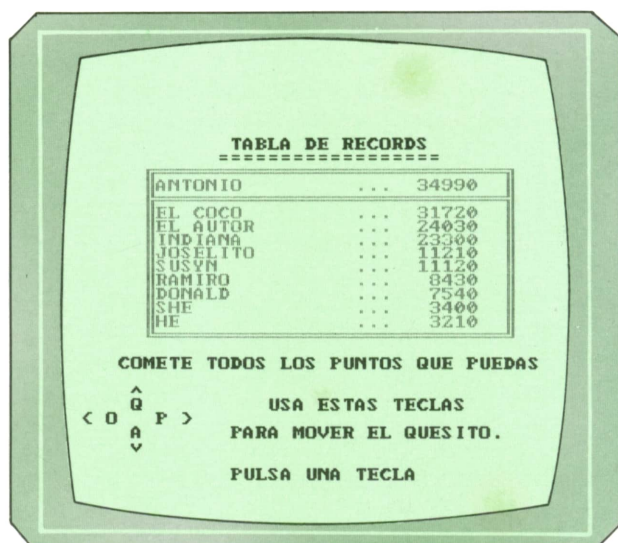 TABLA DE RECORDS
==================
ANTONIO ... 34990
EL COCO ... 31720
EL AUTOR ... 24030
INDIANA ... 23300
JOSELITO ... 11210
SUSYN ... 11120
RAMIRO ... 8430
DONALD ... 7540
SHE ... 3400
HE ... 3210
COMETE TODOS LOS PUNTOS QUE PUEDAS
^
Q USA ESTAS TECLAS
< O P >
A PARA MOVER EL QUESITO.
v
PULSA UNA TECLA